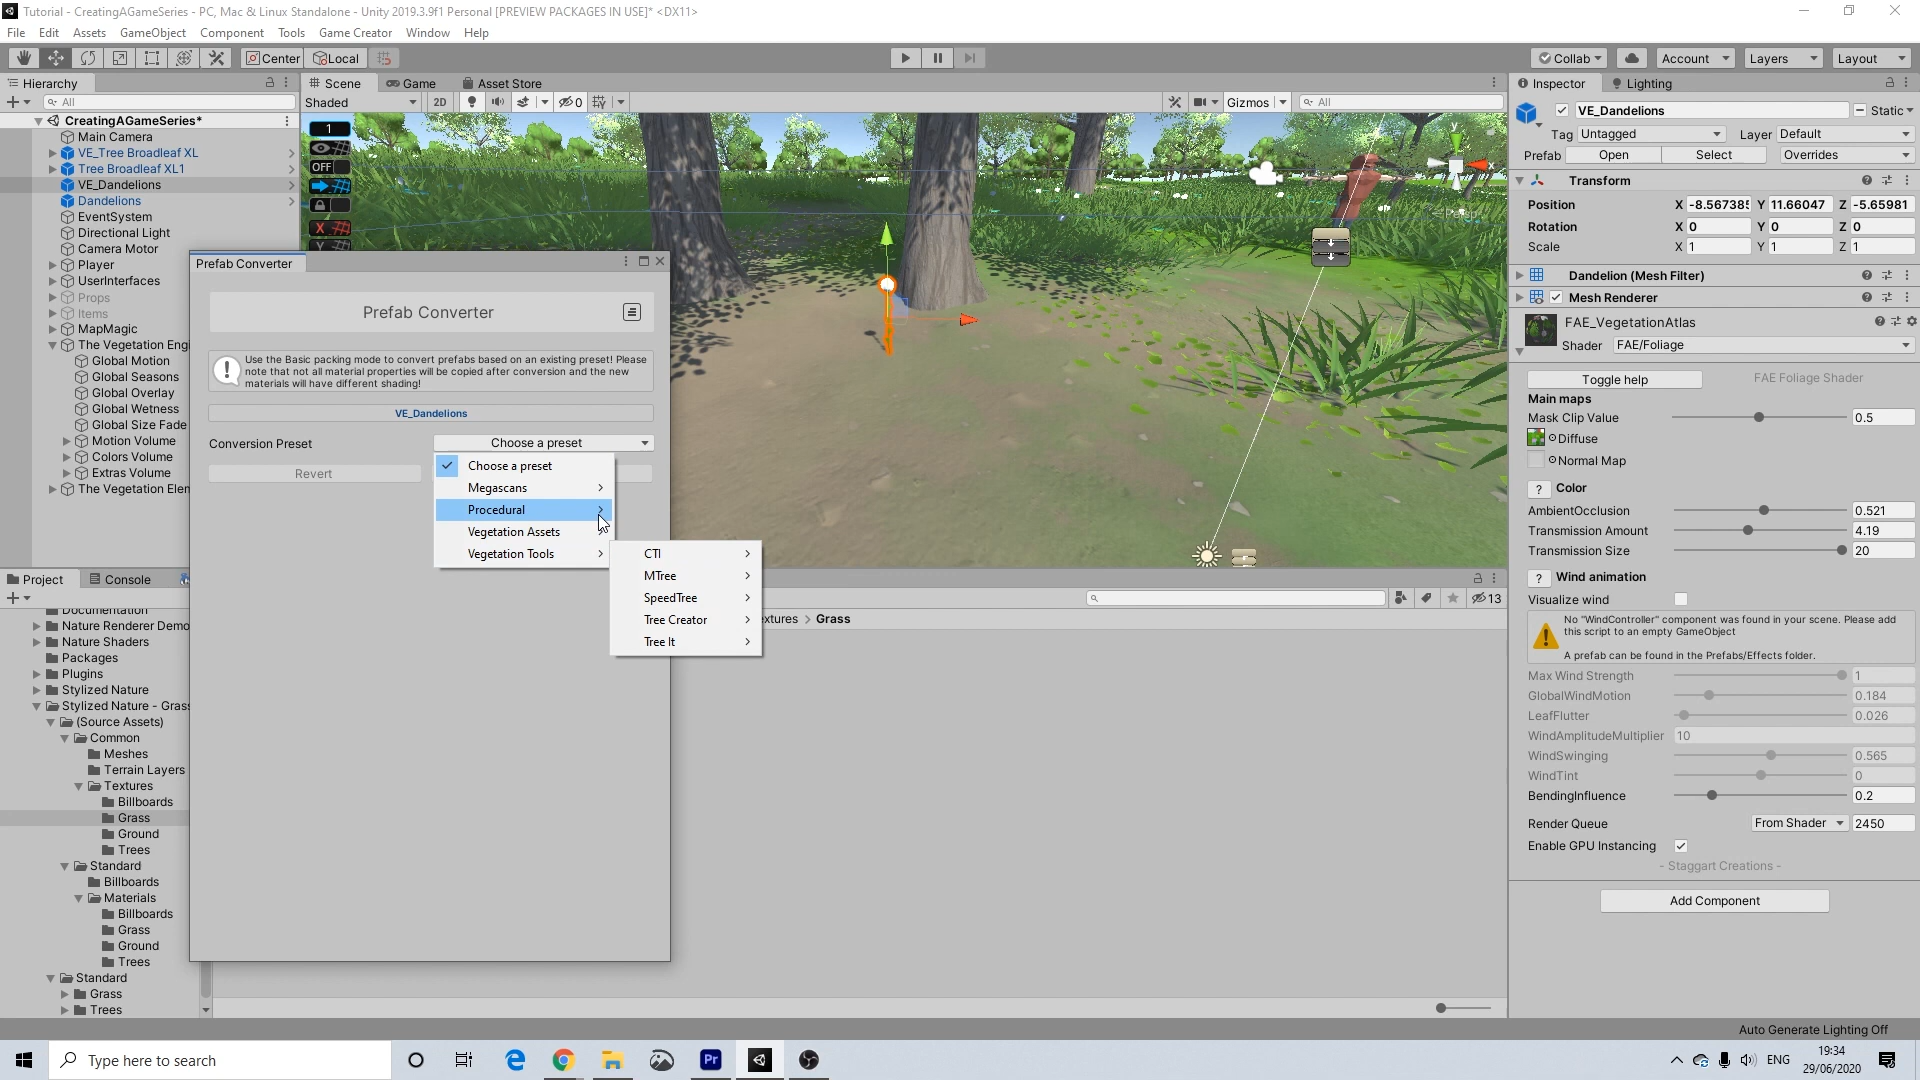 Tutorial - CreatingAGameSeries - PC, Mac & Linux Standalone - Unity 2019.3.9f1 Personal [PREVIEW PACKAGES IN USE]* <DX11>
File Edit Assets GameObject Component Tools Game Creator Window Help
Center Local Collab Account Layers Layout
Hierarchy Scene Game Asset Store Inspector Lighting
All Shaded 2D 0 Gizmos All
CreatingAGameSeries*
Main Camera
VE_Tree Broadleaf XL
Tree Broadleaf XL1
VE_Dandelions
Dandelions
EventSystem
Directional Light
Camera Motor
Player
UserInterfaces
Props
Items
MapMagic
The Vegetation Engi
Global Motion
Global Seasons
Global Overlay
Global Wetness
Global Size Fade
Motion Volume
Colors Volume
Extras Volume
The Vegetation Elen
1
OFF
X
Y
y
x
Persp
Prefab Converter
Prefab Converter
Use the Basic packing mode to convert prefabs based on an existing preset! Please
note that not all material properties will be copied after conversion and the new
materials will have different shading!
VE_Dandelions
Conversion Preset Choose a preset
Revert
Choose a preset
Megascans
Procedural
Vegetation Assets
Vegetation Tools
CTI
MTree
SpeedTree
Tree Creator
Tree It
Project Console
13
extures > Grass
Documentation
Nature Renderer Demo
Nature Shaders
Packages
Plugins
Stylized Nature
Stylized Nature - Grass
(Source Assets)
Common
Meshes
Terrain Layers
Textures
Billboards
Grass
Ground
Trees
Standard
Billboards
Materials
Billboards
Grass
Ground
Trees
Standard
Grass
Trees
VE_Dandelions Static
Tag Untagged Layer Default
Prefab Open Select Overrides
Transform
Position X -8.567385 Y 11.66047 Z -5.65981
Rotation X 0 Y 0 Z 0
Scale X 1 Y 1 Z 1
Dandelion (Mesh Filter)
Mesh Renderer
FAE_VegetationAtlas
Shader FAE/Foliage
Toggle help FAE Foliage Shader
Main maps
Mask Clip Value 0.5
Diffuse
Normal Map
? Color
AmbientOcclusion 0.521
Transmission Amount 4.19
Transmission Size 20
? Wind animation
Visualize wind
No "WindController" component was found in your scene. Please add
this script to an empty GameObject
A prefab can be found in the Prefabs/Effects folder.
Max Wind Strength 1
GlobalWindMotion 0.184
LeafFlutter 0.026
WindAmplitudeMultiplier 10
WindSwinging 0.565
WindTint 0
BendingInfluence 0.2
Render Queue From Shader 2450
Enable GPU Instancing
- Staggart Creations -
Add Component
Auto Generate Lighting Off
Type here to search
Pr
ENG
19:34
29/06/2020